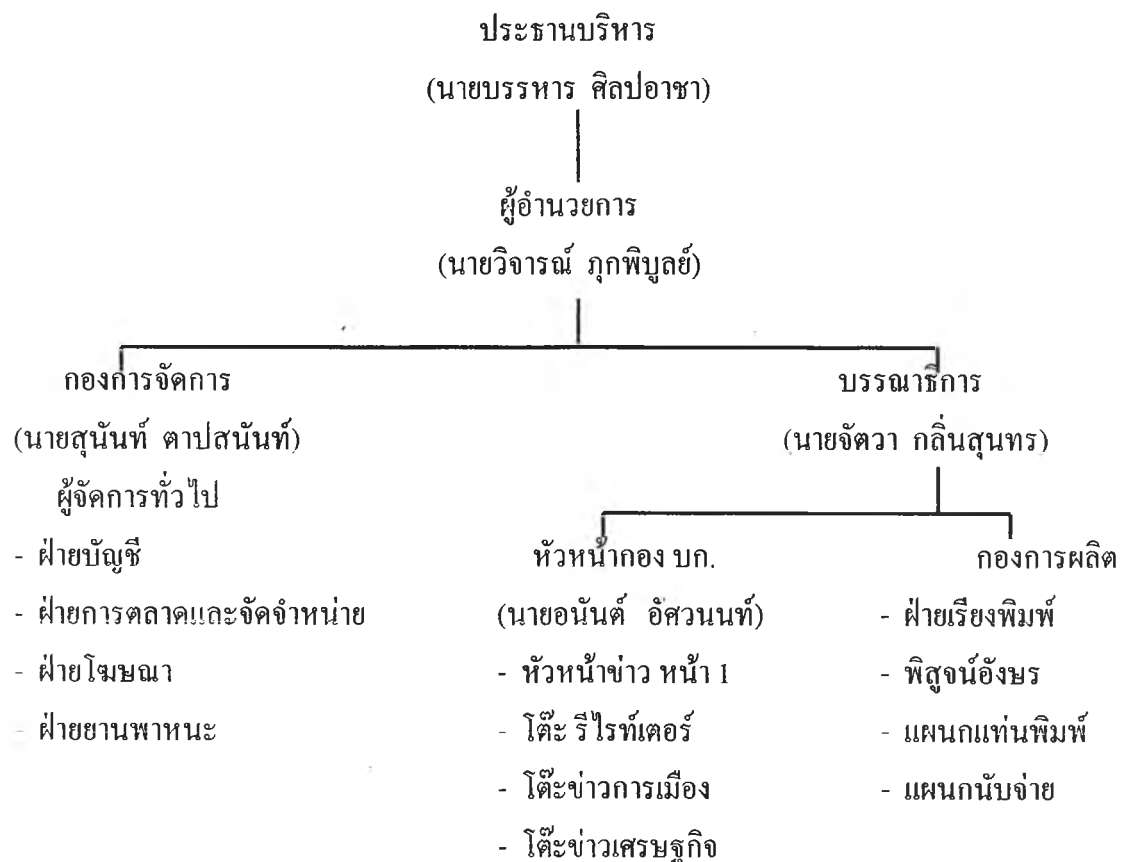 ประธานบริหาร
(นายบรรหาร ศิลปอาชา)
ผู้อำนวยการ
(นายวิจารณ์ ภุกพิบูลย์)
กองการจัดการ
(นายสุนันท์ ตาปสนันท์)
ผู้จัดการทั่วไป
- ฝ่ายบัญชี
- ฝ่ายการตลาดและจัดจำหน่าย
- ฝ่ายโฆษณา
- ฝ่ายยานพาหนะ
บรรณาธิการ
(นายจัตวา กลิ่นสุนทร)
หัวหน้ากอง บก.
(นายอนันต์ อัศวนนท์)
- หัวหน้าข่าว หน้า 1
- โต๊ะ รีไรท์เตอร์
- โต๊ะข่าวการเมือง
- โต๊ะข่าวเศรษฐกิจ
กองการผลิต
- ฝ่ายเรียงพิมพ์
- พิสูจน์อังษร
- แผนกแท่นพิมพ์
- แผนกนับจ่าย